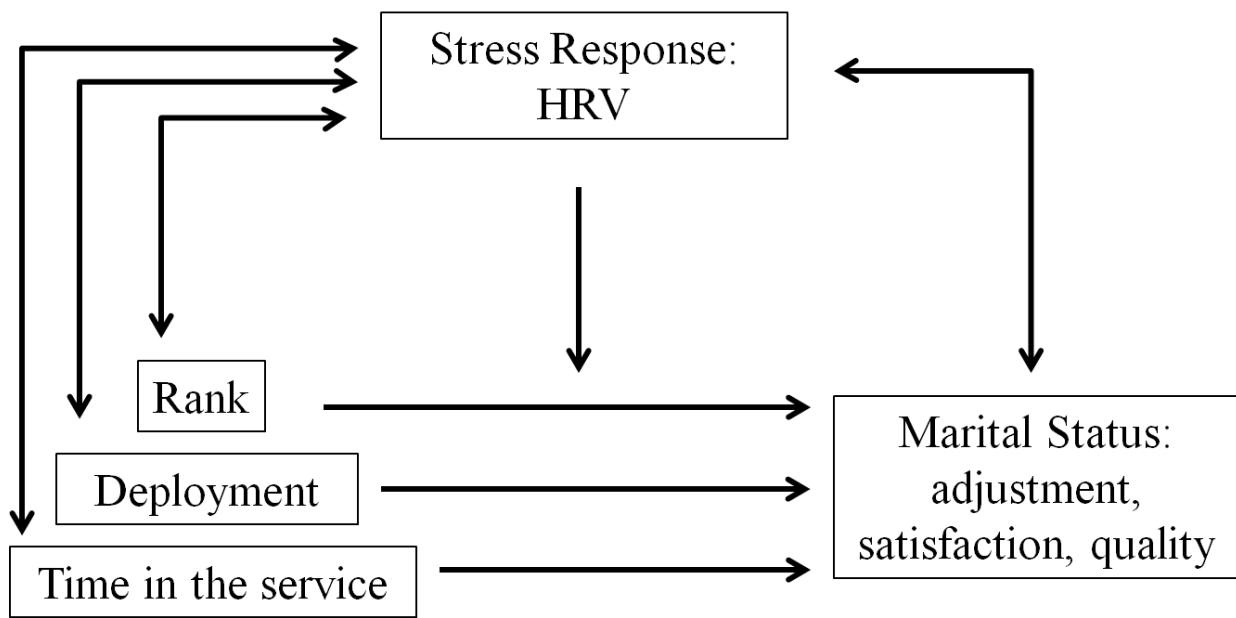 Stress Response:
HRV
Rank
Deployment
Time in the service
Marital Status:
adjustment,
satisfaction, quality